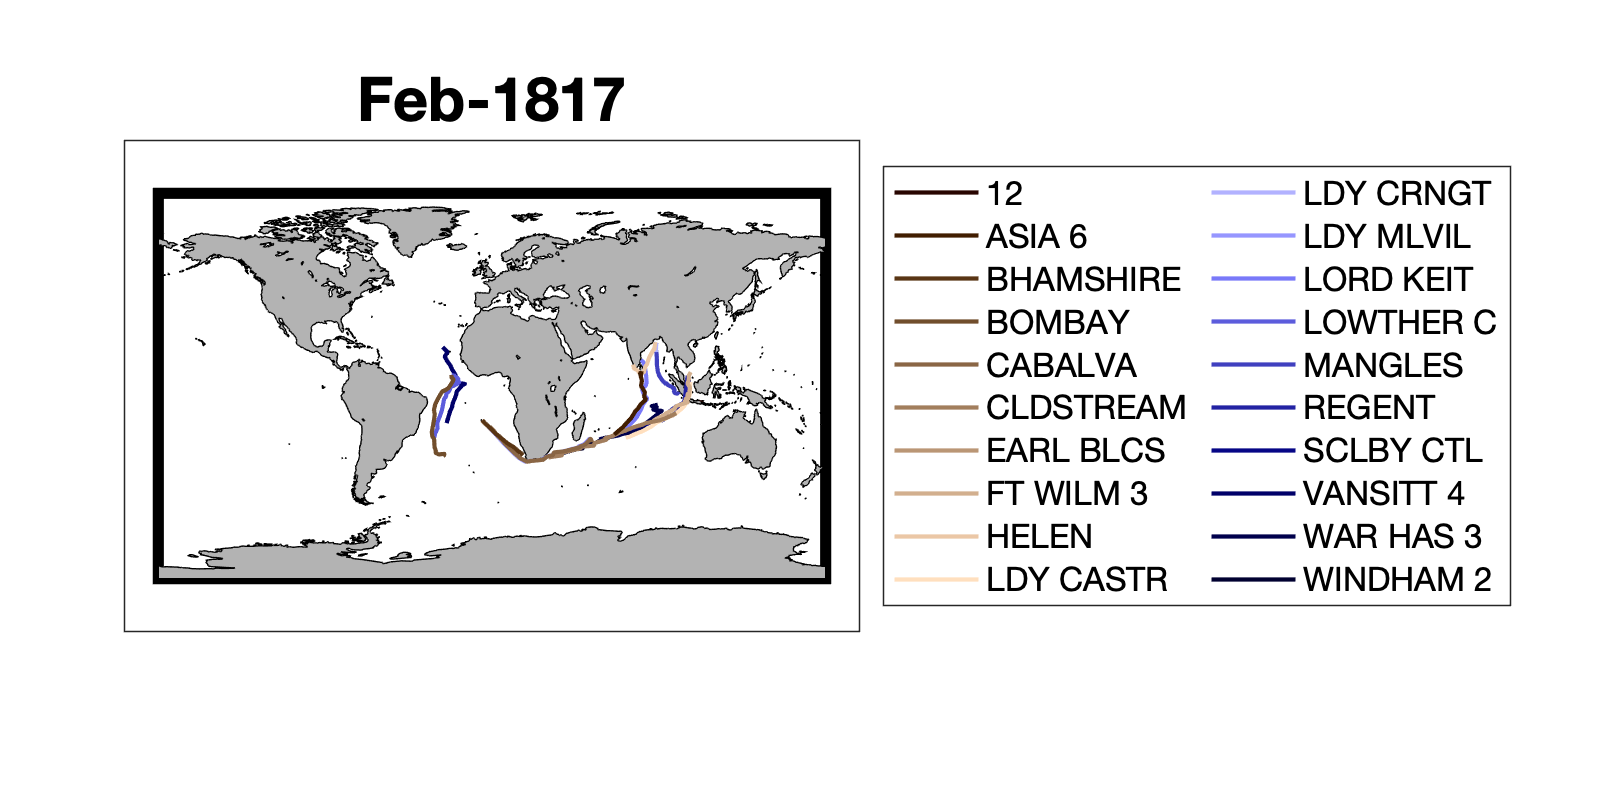 Feb-1817
12
ASIA 6
BHAMSHIRE
BOMBAY
CABALVA
CLDSTREAM
EARL BLCS
FT WILM 3
HELEN
LDY CASTR
LDY CRNGT
LDY MLVIL
LORD KEIT
LOWTHER C
MANGLES
REGENT
SCLBY CTL
VANSITT 4
WAR HAS 3
WINDHAM 2